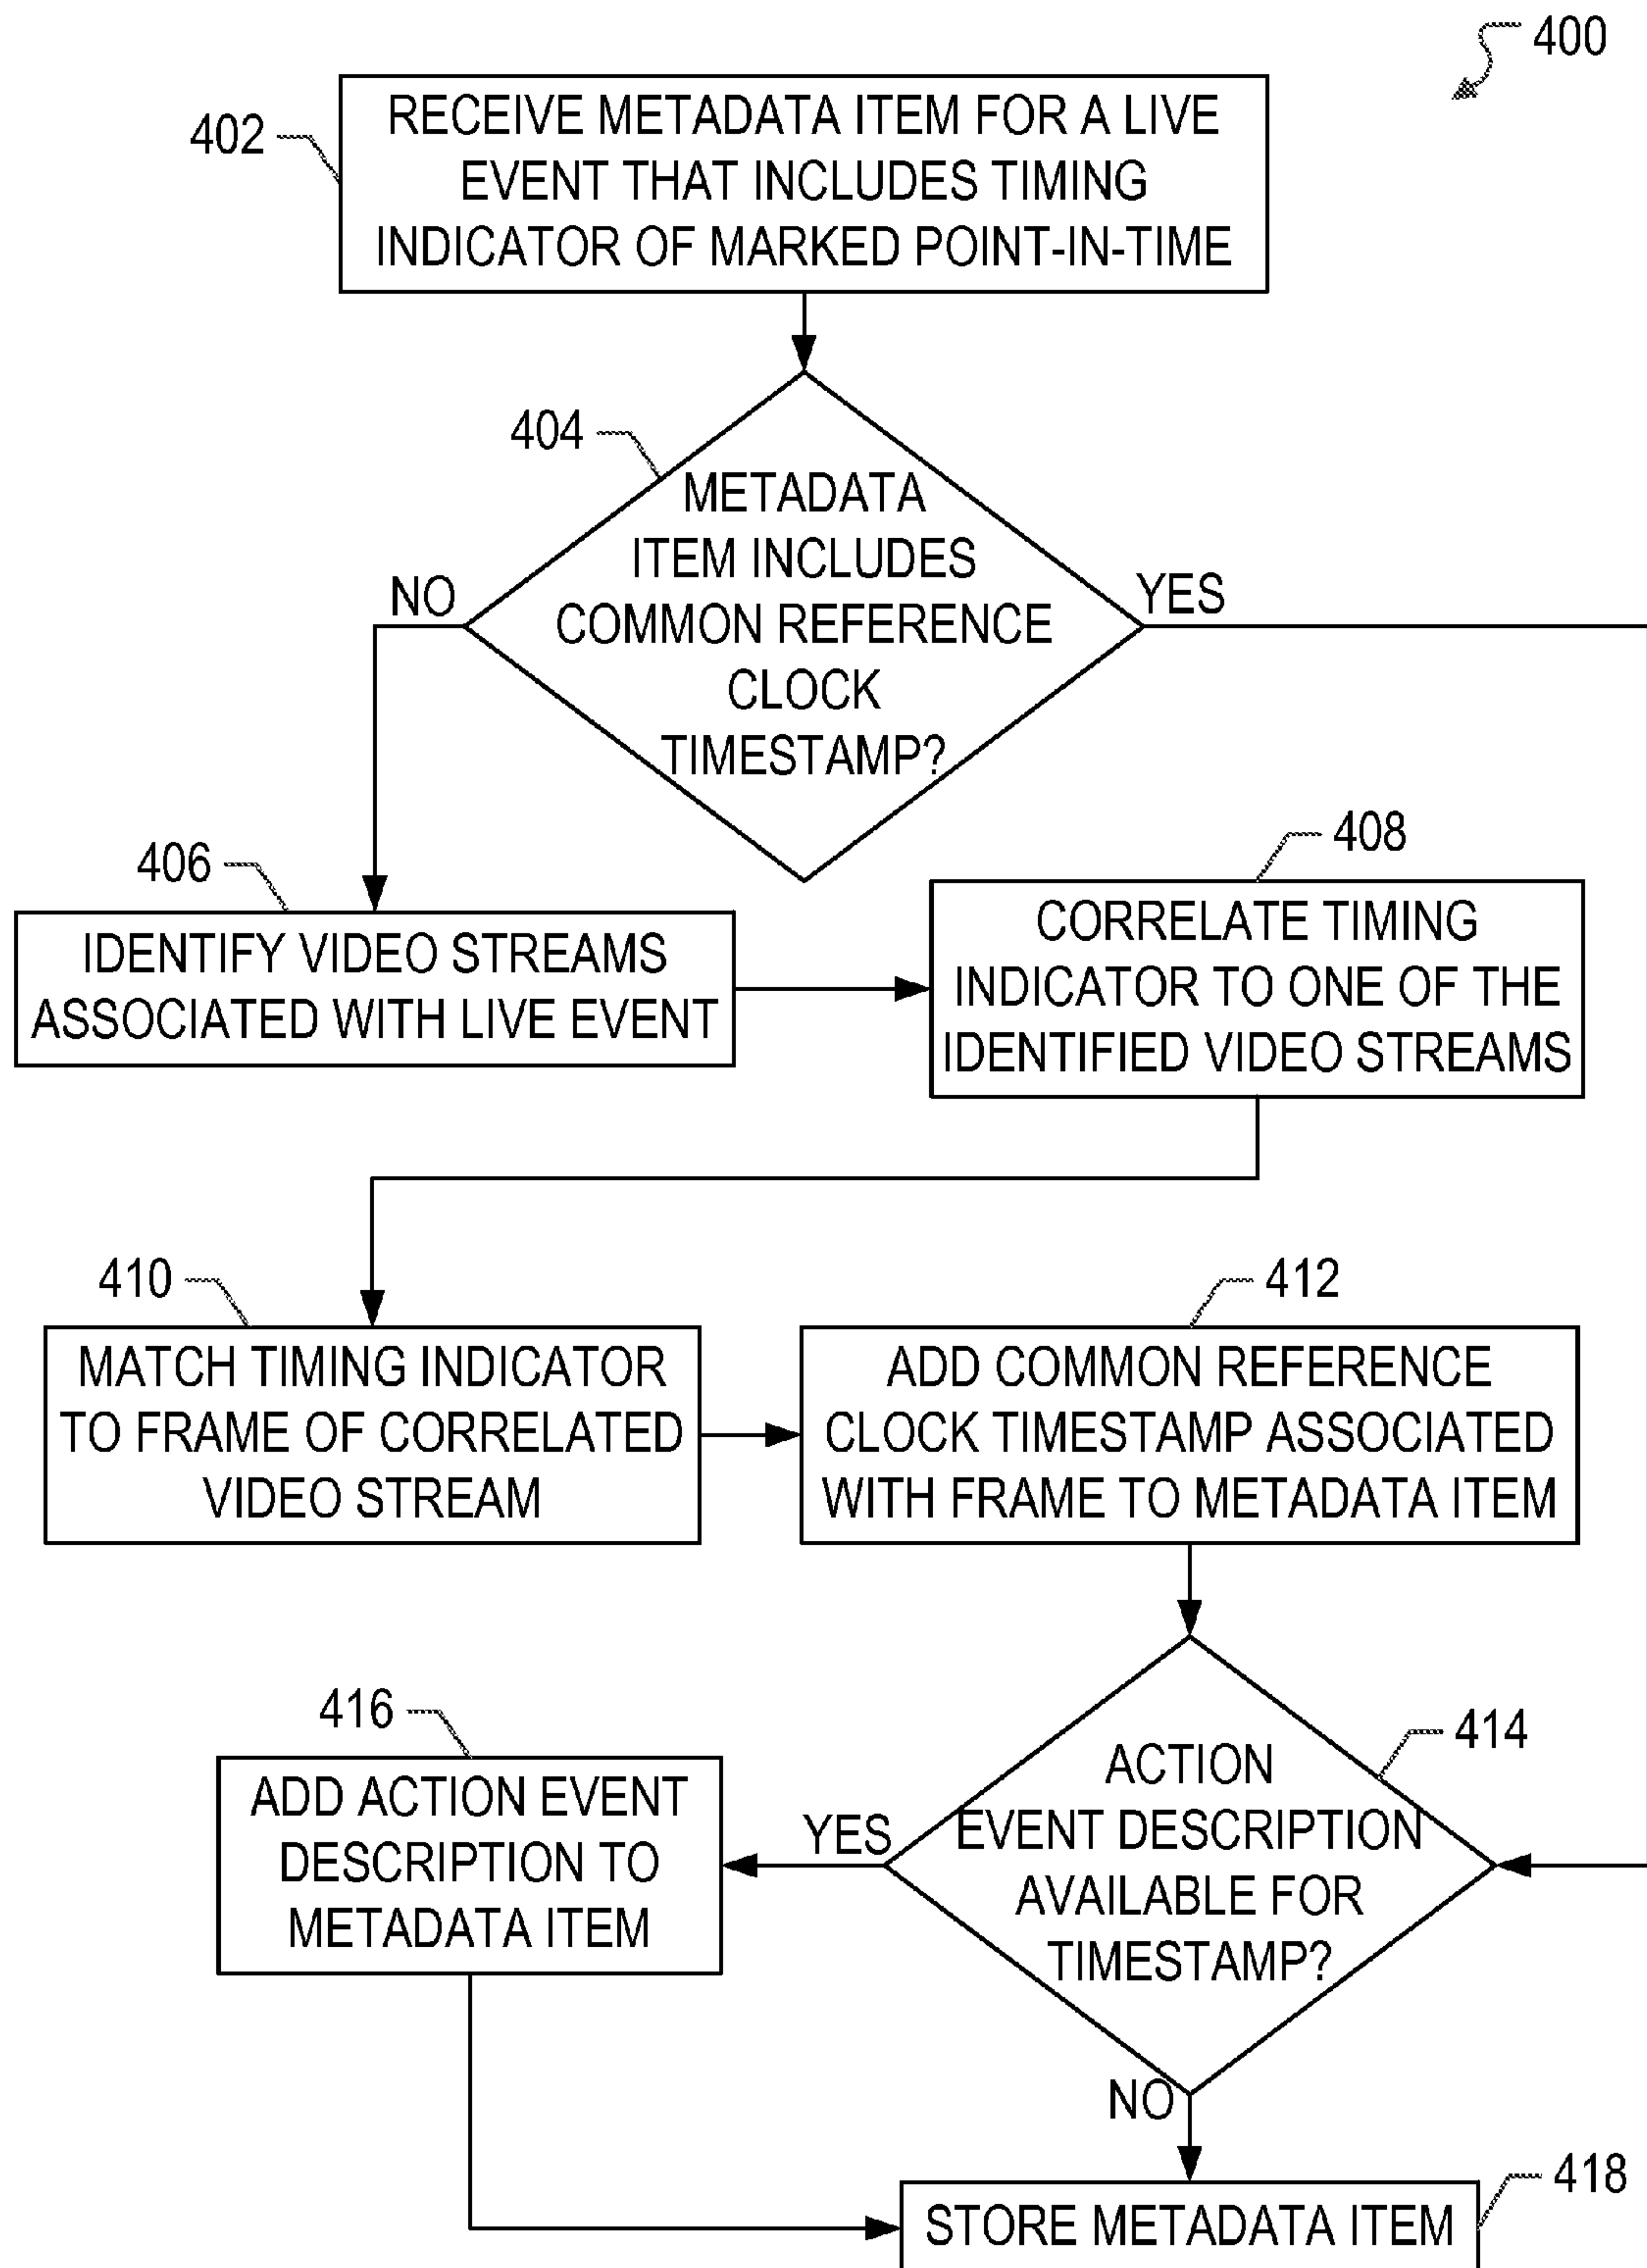 400
402
RECEIVE METADATA ITEM FOR A LIVE
EVENT THAT INCLUDES TIMING
INDICATOR OF MARKED POINT-IN-TIME
404
METADATA
ITEM INCLUDES
COMMON REFERENCE
CLOCK
TIMESTAMP?
NO
YES
406
IDENTIFY VIDEO STREAMS
ASSOCIATED WITH LIVE EVENT
408
CORRELATE TIMING
INDICATOR TO ONE OF THE
IDENTIFIED VIDEO STREAMS
410
MATCH TIMING INDICATOR
TO FRAME OF CORRELATED
VIDEO STREAM
412
ADD COMMON REFERENCE
CLOCK TIMESTAMP ASSOCIATED
WITH FRAME TO METADATA ITEM
414
ACTION
EVENT DESCRIPTION
AVAILABLE FOR
TIMESTAMP?
YES
416
ADD ACTION EVENT
DESCRIPTION TO
METADATA ITEM
NO
418
STORE METADATA ITEM